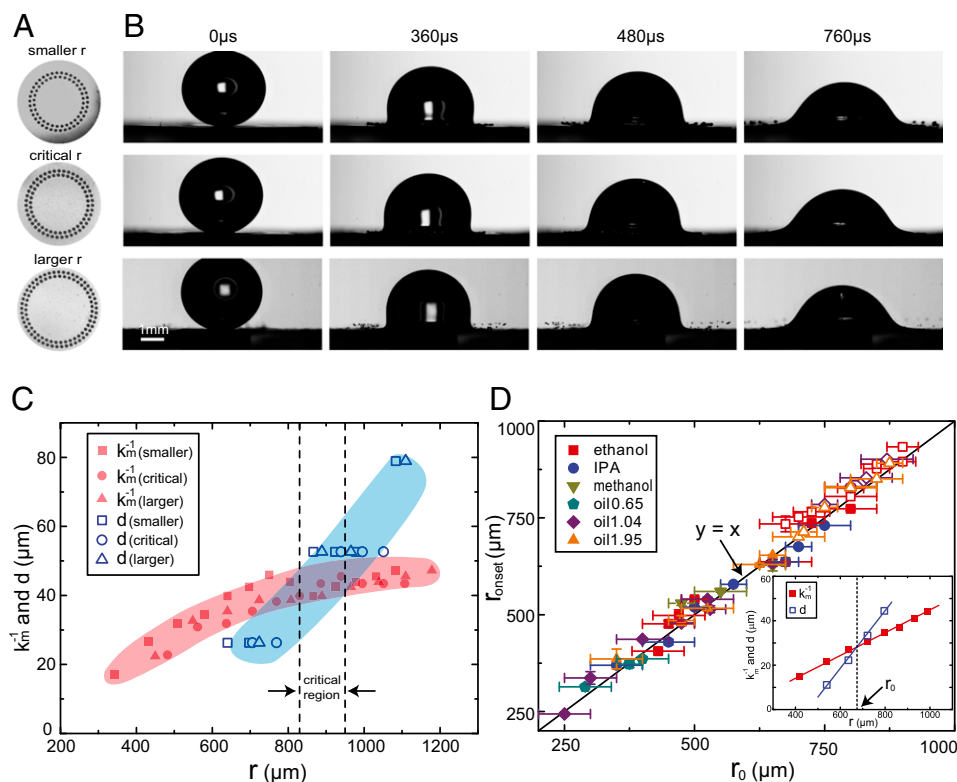 A
smaller r
critical r
larger r
B
0µs
360µs
480µs
760µs
1mm
C
k_m^-1 and d (µm)
80
60
40
20
0
k_m^-1 (smaller)
k_m^-1 (critical)
k_m^-1 (larger)
d (smaller)
d (critical)
d (larger)
critical
region
200
400
600
800
1000
1200
r (µm)
D
r_onset
1000
750
500
250
ethanol
IPA
methanol
oil0.65
oil1.04
oil1.95
y = x
k_m^-1 and d (µm)
60
40
20
0
k_m^-1
d
r_0
400
600
800
1000
r (µm)
250
500
750
1000
r_0 (µm)